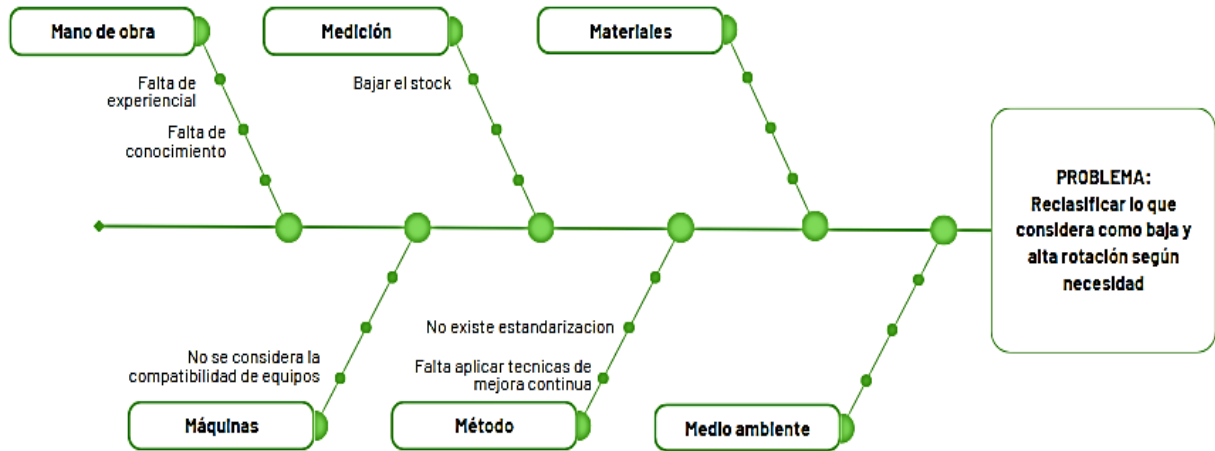 Mano de obra
Medición
Materiales
Falta de
experiencial
Bajar el stock
Falta de
conocimiento
PROBLEMA:
Reclasificar lo que
considera como baja y
alta rotación según
necesidad
No existe estandarizacion
No se considera la
compatibilidad de equipos
Falta aplicar tecnicas de
mejora continua
Máquinas
Método
Medio ambiente